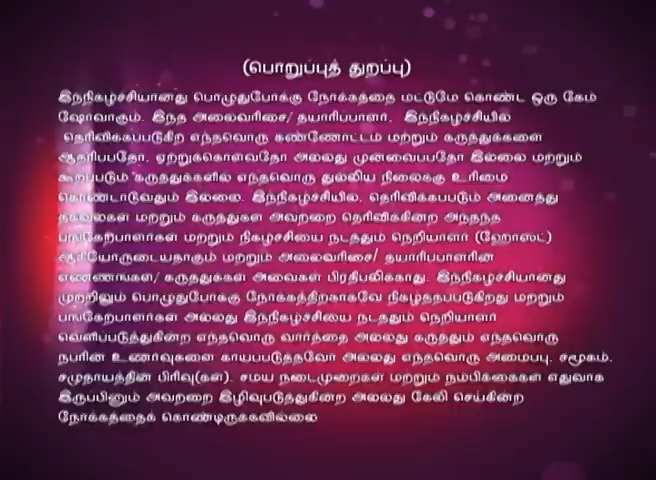 (பொறுப்புத் துறப்பு)
இந்நிகழ்ச்சியானது பொழுதுபோக்கு நோக்கத்தை மட்டுமே கொண்ட ஒரு கேம்
ஷோவாகும். இந்த அலைவரிசை/ தயாரிப்பாளர், இந்நிகழ்ச்சியில்
தெரிவிக்கப்படுகிற எந்தவொரு கண்ணோட்டம் மற்றும் கருத்துக்களை
ஆதரிப்பதோ, ஏற்றுக்கொள்வதோ அல்லது முன்வைப்பதோ இல்லை மற்றும்
கூறப்படும் கருத்துக்களில் எந்தவொரு துல்லிய நிலைக்கு உரிமை
கொண்டாடுவதும் இல்லை. இந்நிகழ்ச்சியில், தெரிவிக்கப்படும் அனைத்து
தகவல்கள் மற்றும் கருத்துகள் அவற்றை தெரிவிக்கின்ற அந்தந்த
பங்கேற்பாளர்கள் மற்றும் நிகழ்ச்சியை நடத்தும் நெறியாளர் (ஹோஸ்ட்)
ஆகியோருடையதாகும் மற்றும் அலைவரிசை/ தயாரிப்பாளரின்
எண்ணங்கள்/ கருத்துக்கள் அவைகள் பிரதிபலிக்காது. இந்நிகழ்ச்சியானது
முற்றிலும் பொழுதுபோக்கு நோக்கத்திற்காகவே நிகழ்த்தப்படுகிறது மற்றும்
பங்கேற்பாளர்கள் அல்லது இந்நிகழ்ச்சியை நடத்தும் நெறியாளர்
வெளிப்படுத்துகின்ற எந்தவொரு வார்த்தை அல்லது கருத்தும் எந்தவொரு
நபரின் உணர்வுகளை காயப்படுத்தவோ அல்லது எந்தவொரு அமைப்பு, சமூகம்,
சமுதாயத்தின் பிரிவு(கள்), சமய நடைமுறைகள் மற்றும் நம்பிக்கைகள் எதுவாக
இருப்பினும் அவற்றை இழிவுபடுத்துகின்ற அல்லது கேலி செய்கின்ற
நோக்கத்தைக் கொண்டிருக்கவில்லை